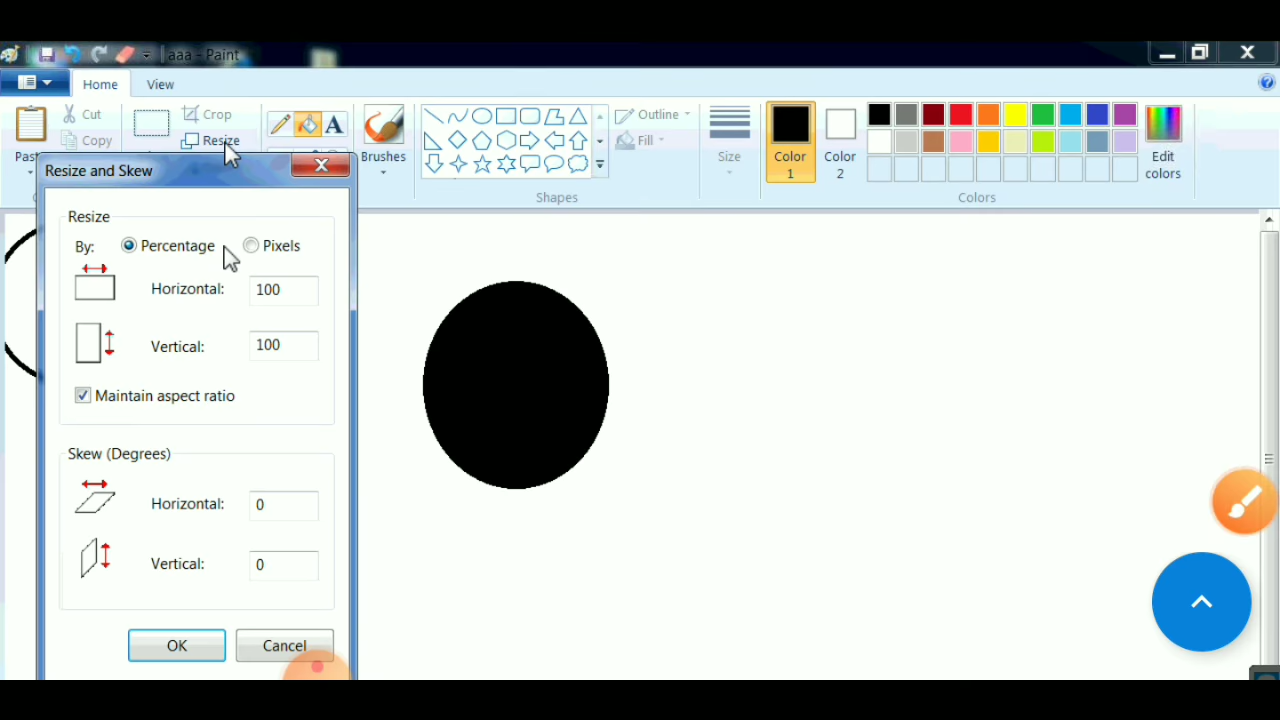 aaa - Paint
Home View
Cut
Copy
Crop
Resize
Brushes
Outline
Fill
Shapes
Size
Color
1
Color
2
Edit
colors
Colors
Resize and Skew
Resize
By: Percentage Pixels
Horizontal: 100
Vertical: 100
Maintain aspect ratio
Skew (Degrees)
Horizontal: 0
Vertical: 0
OK Cancel